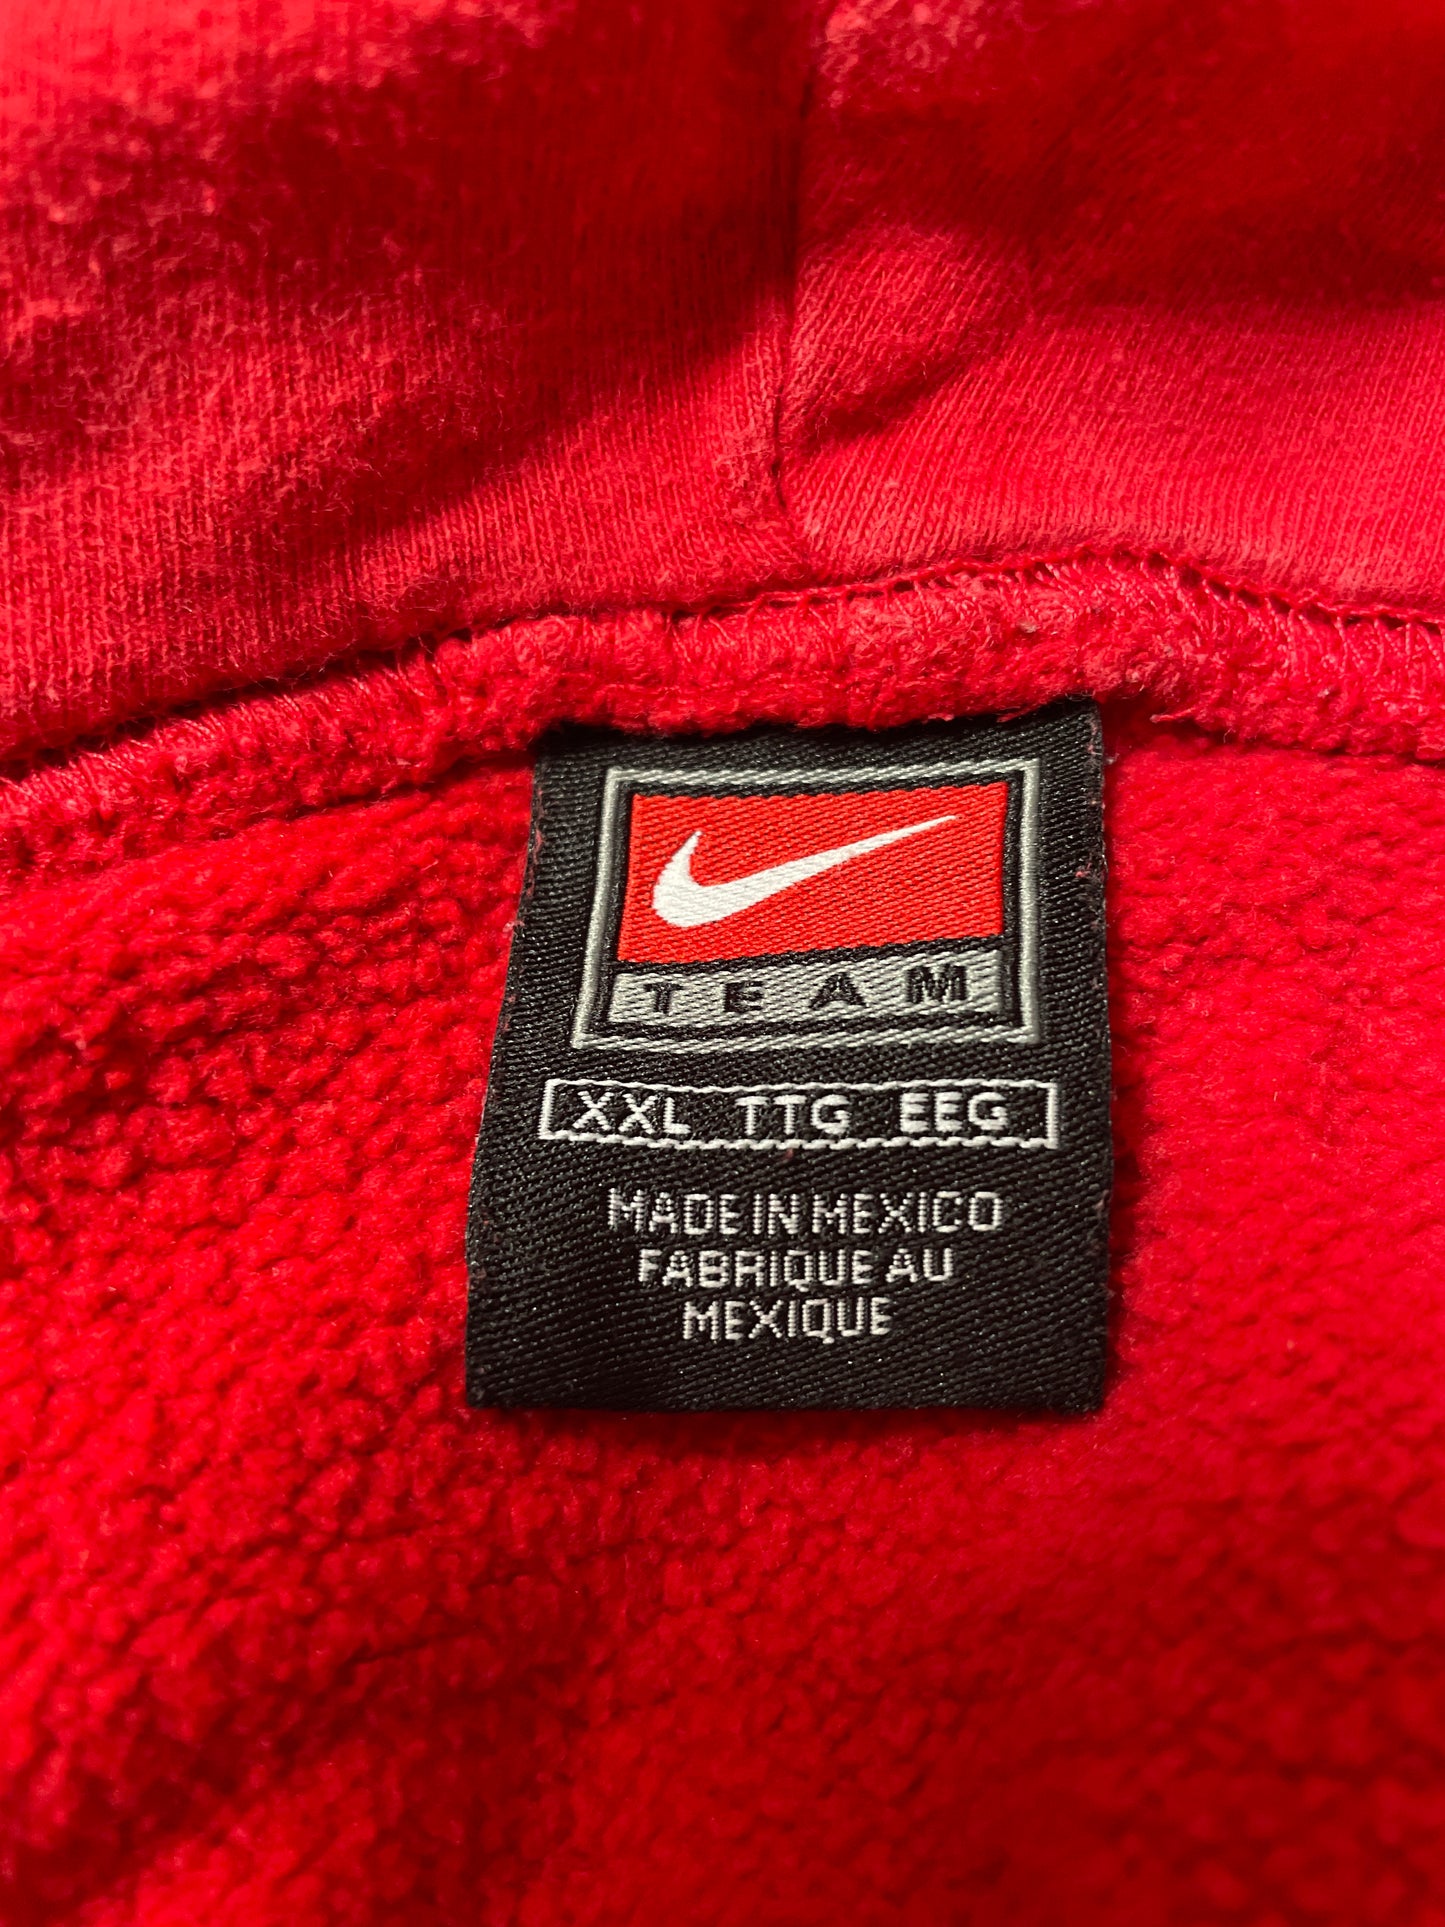 TEAM
XXL TTG EEG
MADE IN MEXICO
FABRIQUE AU
MEXIQUE